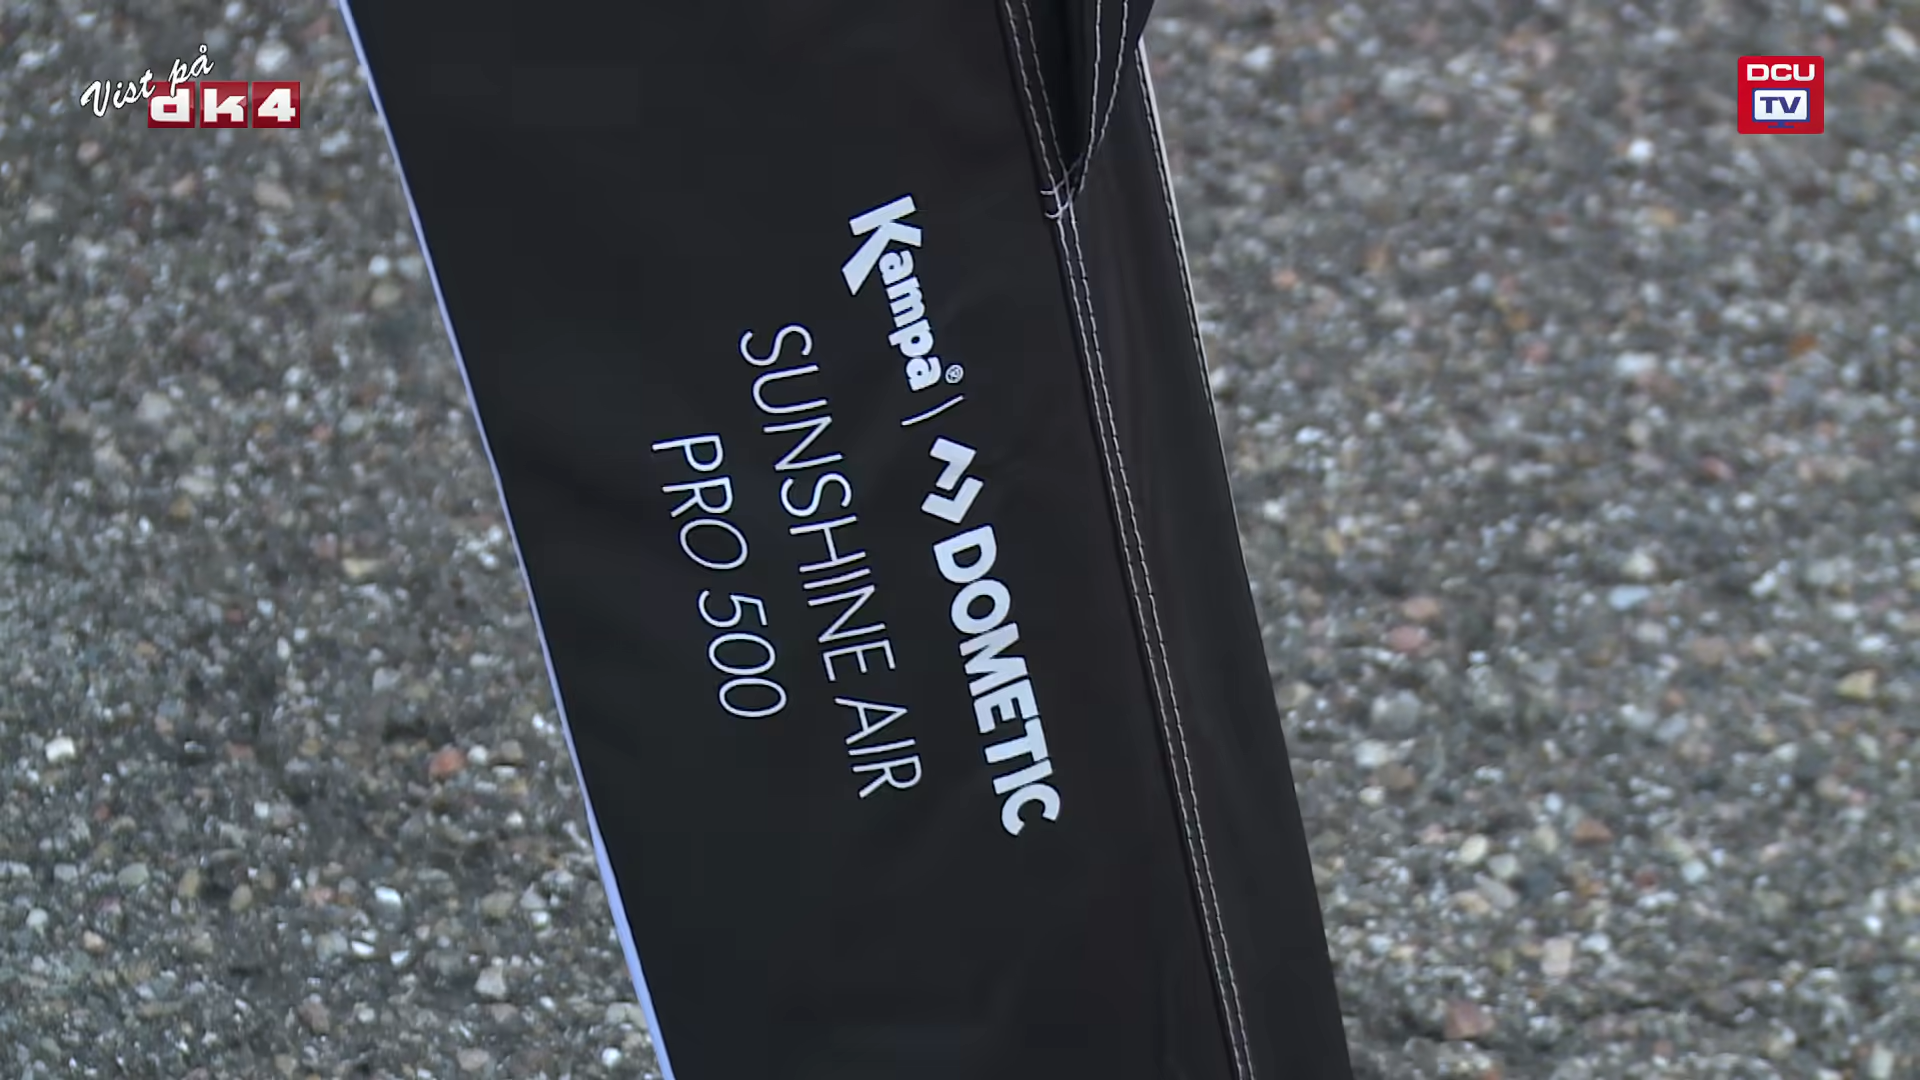 Vist på
dk4
DCU
TV
Kampa® \ DOMETIC
SUNSHINE AIR
PRO 500